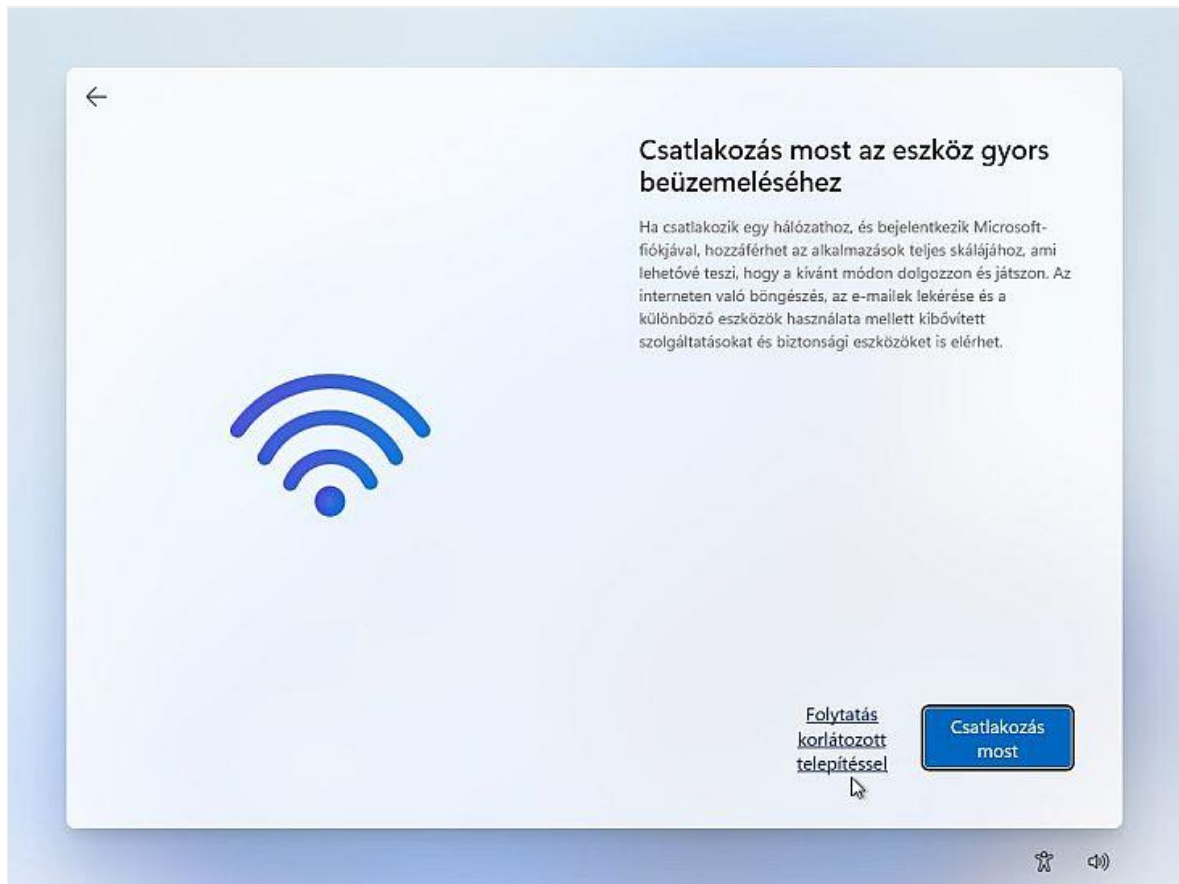 Csatlakozás most az eszköz gyors
beüzemeléséhez
Ha csatlakozik egy hálózathoz, és bejelentkezik Microsoft-
fiókjával, hozzáférhet az alkalmazások teljes skálájához, ami
lehetővé teszi, hogy a kívánt módon dolgozzon és játszon. Az
interneten való böngészés, az e-mailek lekérése és a
különböző eszközök használata mellett kibővített
szolgáltatásokat és biztonsági eszközöket is elérhet.
Folytatás
korlátozott
telepítéssel
Csatlakozás
most